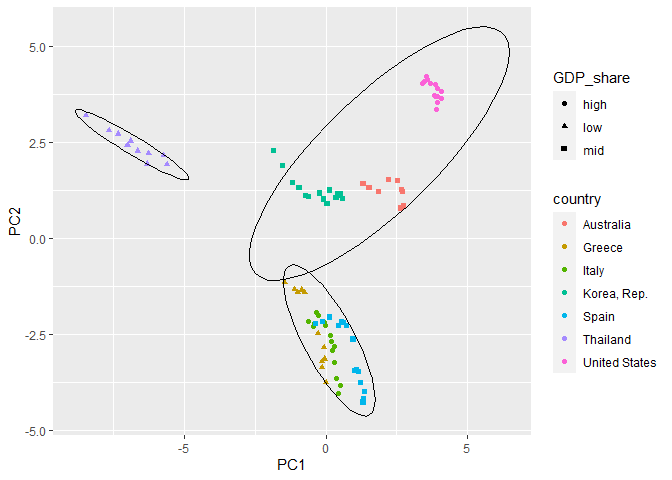 5.0
2.5
0.0
-2.5
-5.0
PC2
-5
0
5
PC1
GDP_share
high
low
mid
country
Australia
Greece
Italy
Korea, Rep.
Spain
Thailand
United States